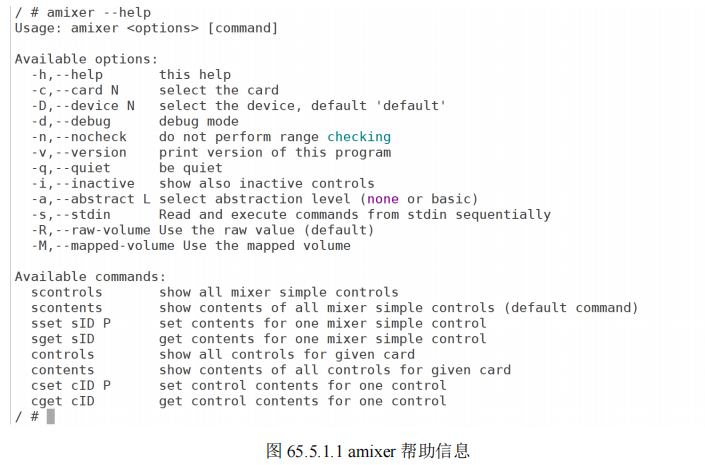 / # amixer --help
Usage: amixer <options> [command]
Available options:
-h,--help this help
-c,--card N select the card
-D,--device N select the device, default 'default'
-d,--debug debug mode
-n,--nocheck do not perform range checking
-v,--version print version of this program
-q,--quiet be quiet
-i,--inactive show also inactive controls
-a,--abstract L select abstraction level (none or basic)
-s,--stdin Read and execute commands from stdin sequentially
-R,--raw-volume Use the raw value (default)
-M,--mapped-volume Use the mapped volume
Available commands:
scontrols show all mixer simple controls
scontents show contents of all mixer simple controls (default command)
sset sID P set contents for one mixer simple control
sget sID get contents for one mixer simple control
controls show all controls for given card
contents show contents of all controls for given card
cset cID P set control contents for one control
cget cID get control contents for one control
/ #
图 65.5.1.1 amixer 帮助信息